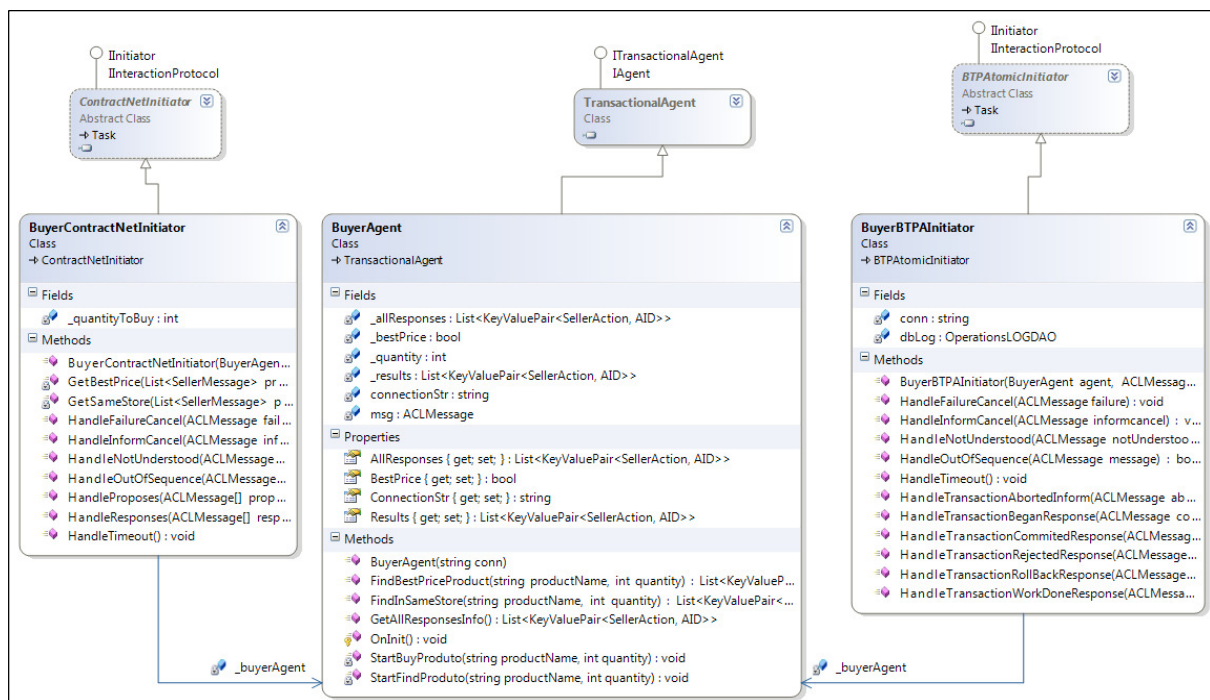 IInitiator
IInteractionProtocol
ContractNetInitiator
Abstract Class
Task
ITransactionalAgent
IAgent
TransactionalAgent
Class
IInitiator
IInteractionProtocol
BTPAtomicInitiator
Abstract Class
Task
BuyerContractNetInitiator
Class
ContractNetInitiator
Fields
_quantityToBuy : int
Methods
BuyerContractNetInitiator(BuyerAgen...
GetBestPrice(List<SellerMessage> pr...
GetSameStore(List<SellerMessage> p...
HandleFailureCancel(ACLMessage fail...
HandleInformCancel(ACLMessage inf...
HandleNotUnderstood(ACLMessage...
HandleOutOfSequence(ACLMessage...
HandleProposes(ACLMessage[] prop...
HandleResponses(ACLMessage[] resp...
HandleTimeout() : void
BuyerAgent
Class
TransactionalAgent
Fields
_allResponses : List<KeyValuePair<SellerAction, AID>>
_bestPrice : bool
_quantity : int
_results : List<KeyValuePair<SellerAction, AID>>
connectionStr : string
msg : ACLMessage
Properties
AllResponses { get; set; } : List<KeyValuePair<SellerAction, AID>>
BestPrice { get; set; } : bool
ConnectionStr { get; set; } : string
Results { get; set; } : List<KeyValuePair<SellerAction, AID>>
Methods
BuyerAgent(string conn)
FindBestPriceProduct(string productName, int quantity) : List<KeyValueP...
FindInSameStore(string productName, int quantity) : List<KeyValuePair<...
GetAllResponsesInfo() : List<KeyValuePair<SellerAction, AID>>
OnInit() : void
StartBuyProduto(string productName, int quantity) : void
StartFindProduto(string productName, int quantity) : void
BuyerBTPAInitiator
Class
BTPAtomicInitiator
Fields
conn : string
dbLog : OperationsLOGDAO
Methods
BuyerBTPAInitiator(BuyerAgent agent, ACLMessag...
HandleFailureCancel(ACLMessage failure) : void
HandleInformCancel(ACLMessage informcancel) : v...
HandleNotUnderstood(ACLMessage notUnderstoo...
HandleOutOfSequence(ACLMessage message) : bo...
HandleTimeout() : void
HandleTransactionAbortedInform(ACLMessage ab...
HandleTransactionBeganResponse(ACLMessage co...
HandleTransactionCommitedResponse(ACLMessag...
HandleTransactionRejectedResponse(ACLMessage...
HandleTransactionRollBackResponse(ACLMessage...
HandleTransactionWorkDoneResponse(ACLMessa...
_buyerAgent
_buyerAgent